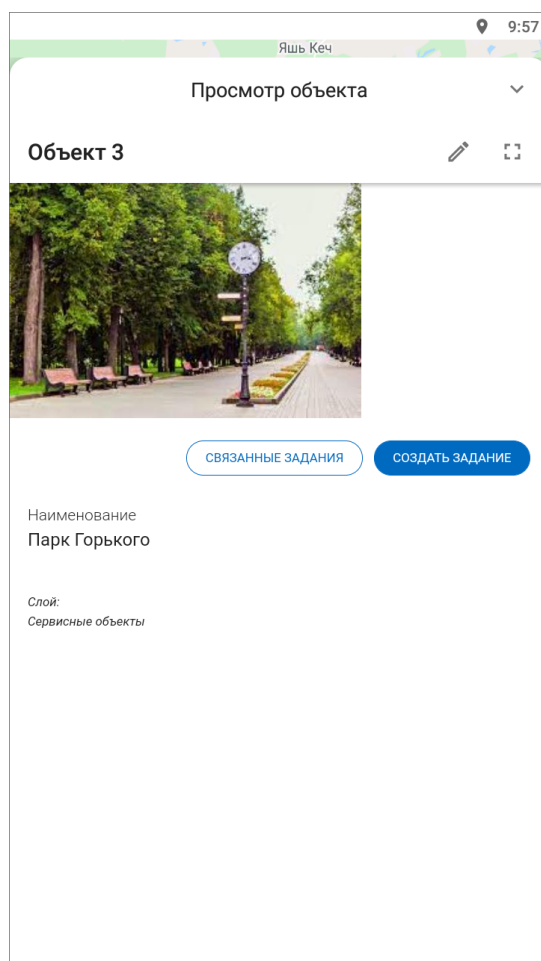 9:57
Яшь Кеч
Просмотр объекта
Объект 3
СВЯЗАННЫЕ ЗАДАНИЯ
СОЗДАТЬ ЗАДАНИЕ
Наименование
Парк Горького
Слой:
Сервисные объекты